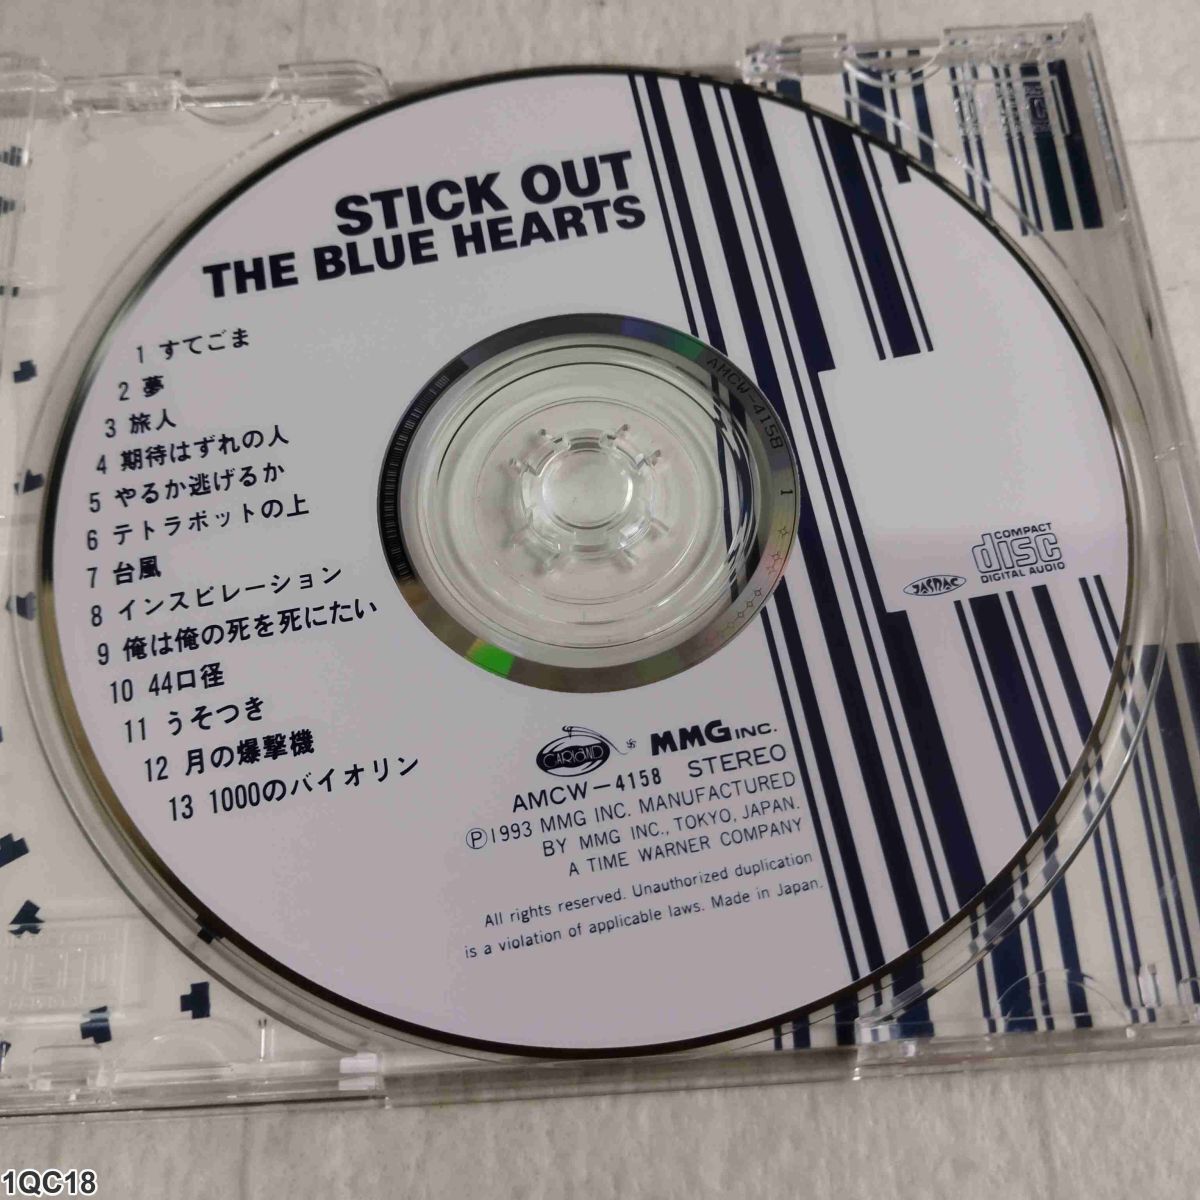 STICK OUT
THE BLUE HEARTS
1 すてごま
2 夢
3 旅人
4 期待はずれの人
5 やるか逃げるか
6 テトラポットの上
7 台風
8 インスピレーション
9 俺は俺の死を死にたい
10 44口径
11 うそつき
12 月の爆撃機
13 1000のバイオリン
AMCW-4158 1
COMPACT
disc
DIGITAL AUDIO
JASRAC
CARLAND
MMG INC.
AMCW-4158 STEREO
Ⓟ1993 MMG INC. MANUFACTURED
BY MMG INC., TOKYO, JAPAN.
A TIME WARNER COMPANY
All rights reserved. Unauthorized duplication
is a violation of applicable laws. Made in Japan.
1QC18